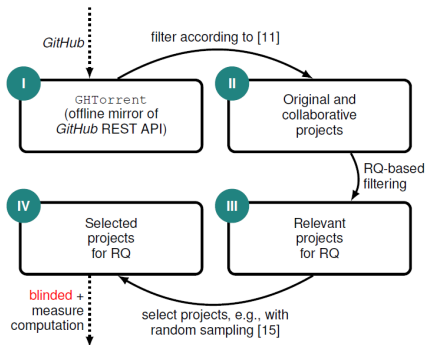 GitHub
filter according to [11]
I
GHTorrent
(offline mirror of
GitHub REST API)
II
Original and
collaborative
projects
RQ-based
filtering
IV
Selected
projects
for RQ
III
Relevant
projects
for RQ
blinded +
measure
computation
select projects, e.g., with
random sampling [15]